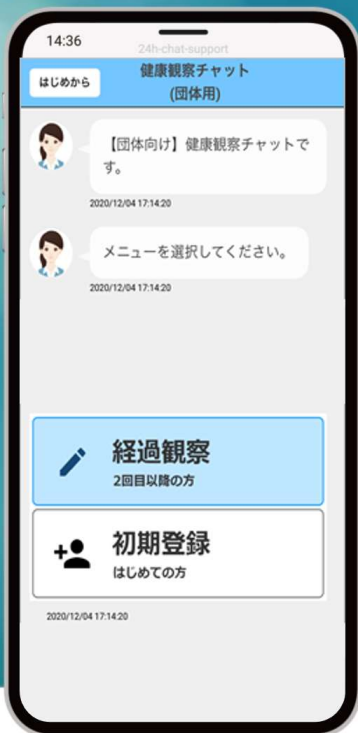 14:36
24h-chat-support
はじめから
健康観察チャット
(団体用)
【団体向け】健康観察チャットで
す。
2020/12/04 17:14:20
メニューを選択してください。
2020/12/04 17:14:20
経過観察
2回目以降の方
初期登録
はじめての方
2020/12/04 17:14:20